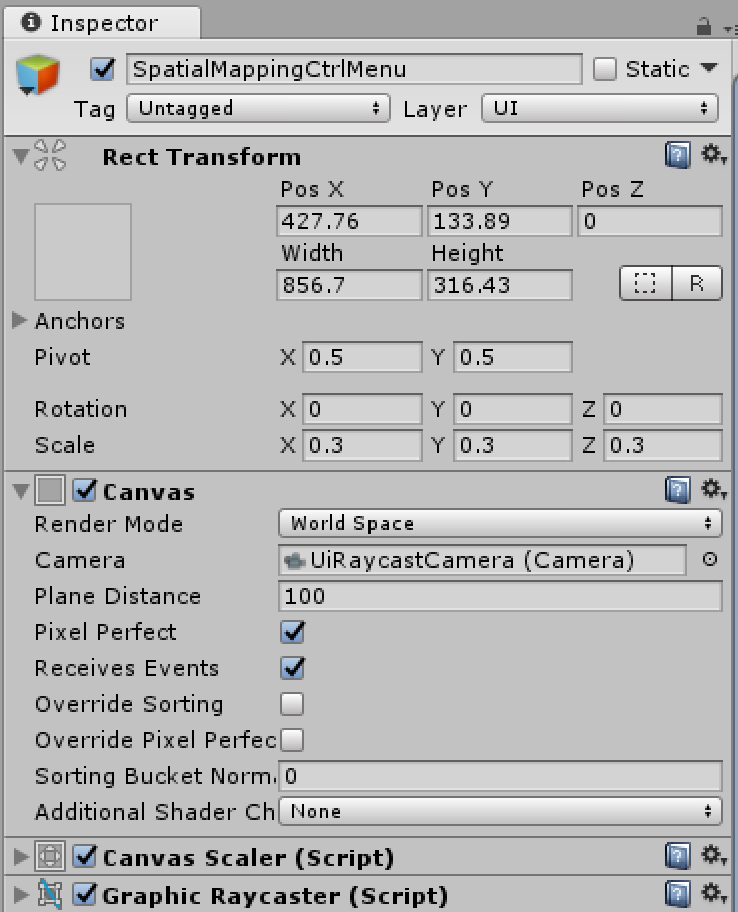 Inspector
SpatialMappingCtrlMenu Static
Tag Untagged Layer UI
Rect Transform
Pos X Pos Y Pos Z
427.76 133.89 0
Width Height
856.7 316.43 R
Anchors
Pivot X 0.5 Y 0.5
Rotation X 0 Y 0 Z 0
Scale X 0.3 Y 0.3 Z 0.3
Canvas
Render Mode World Space
Camera UiRaycastCamera (Camera)
Plane Distance 100
Pixel Perfect
Receives Events
Override Sorting
Override Pixel Perfec
Sorting Bucket Norm 0
Additional Shader Ch None
Canvas Scaler (Script)
Graphic Raycaster (Script)